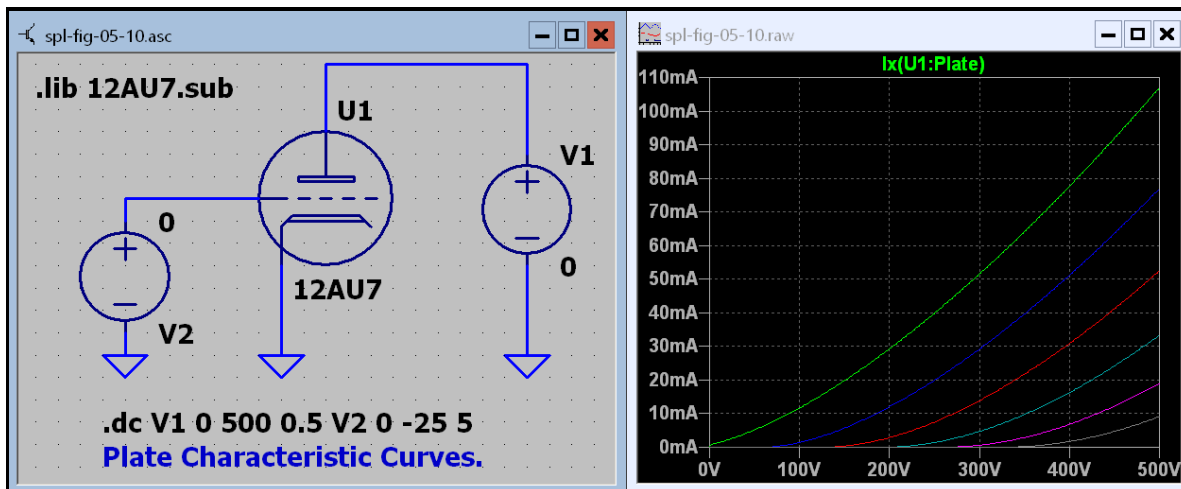 spl-fig-05-10.asc
.lib 12AU7.sub
U1
V1
0
0
12AU7
V2
.dc V1 0 500 0.5 V2 0 -25 5
Plate Characteristic Curves.
spl-fig-05-10.raw
Ix(U1:Plate)
110mA
100mA
90mA
80mA
70mA
60mA
50mA
40mA
30mA
20mA
10mA
0mA
0V 100V 200V 300V 400V 500V